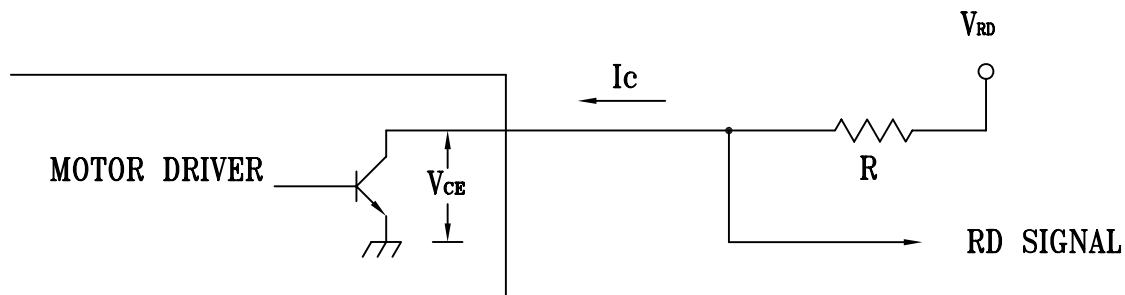 VRD
Ic
MOTOR DRIVER
VCE
R
RD SIGNAL